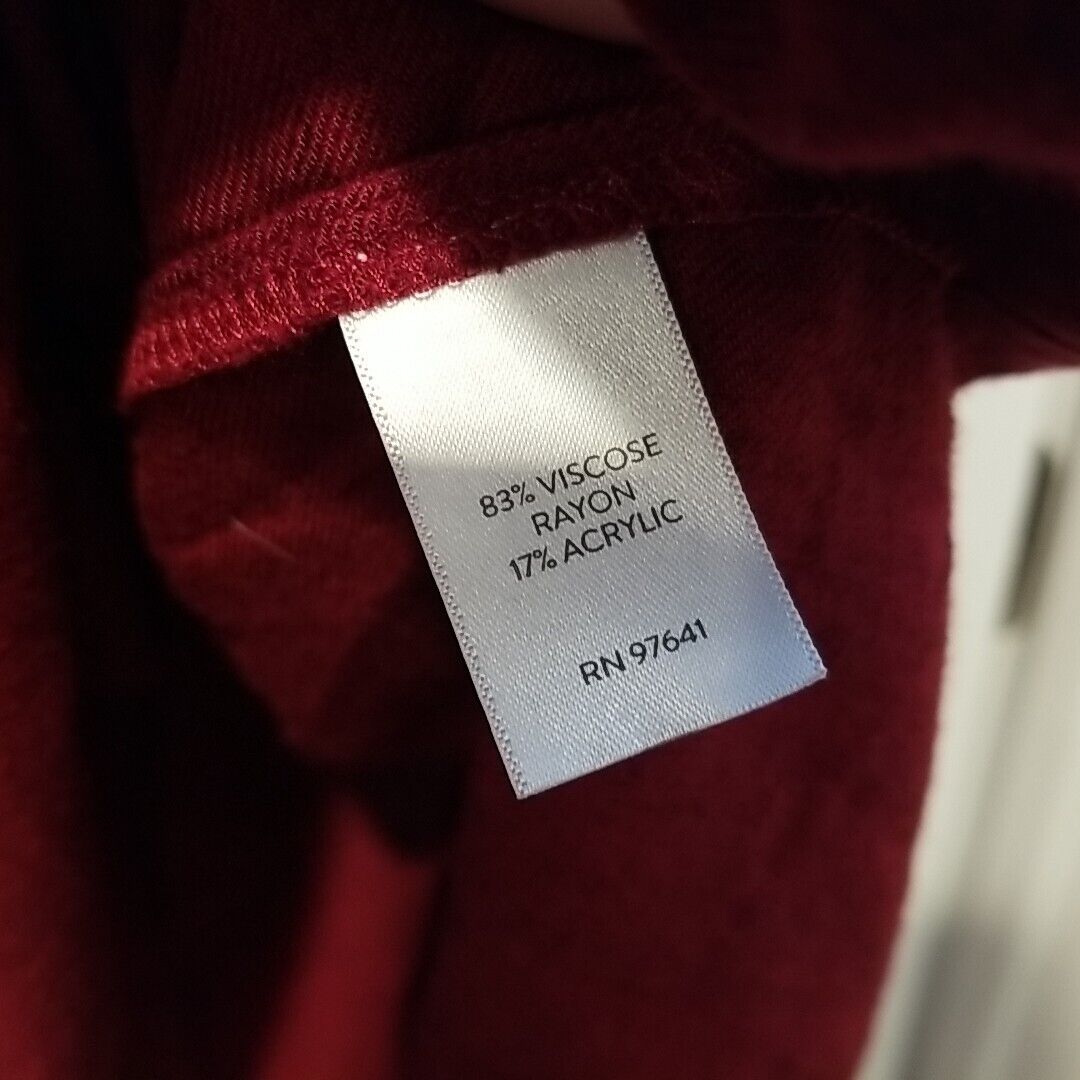 83% VISCOSE
RAYON
17% ACRYLIC
RN 97641